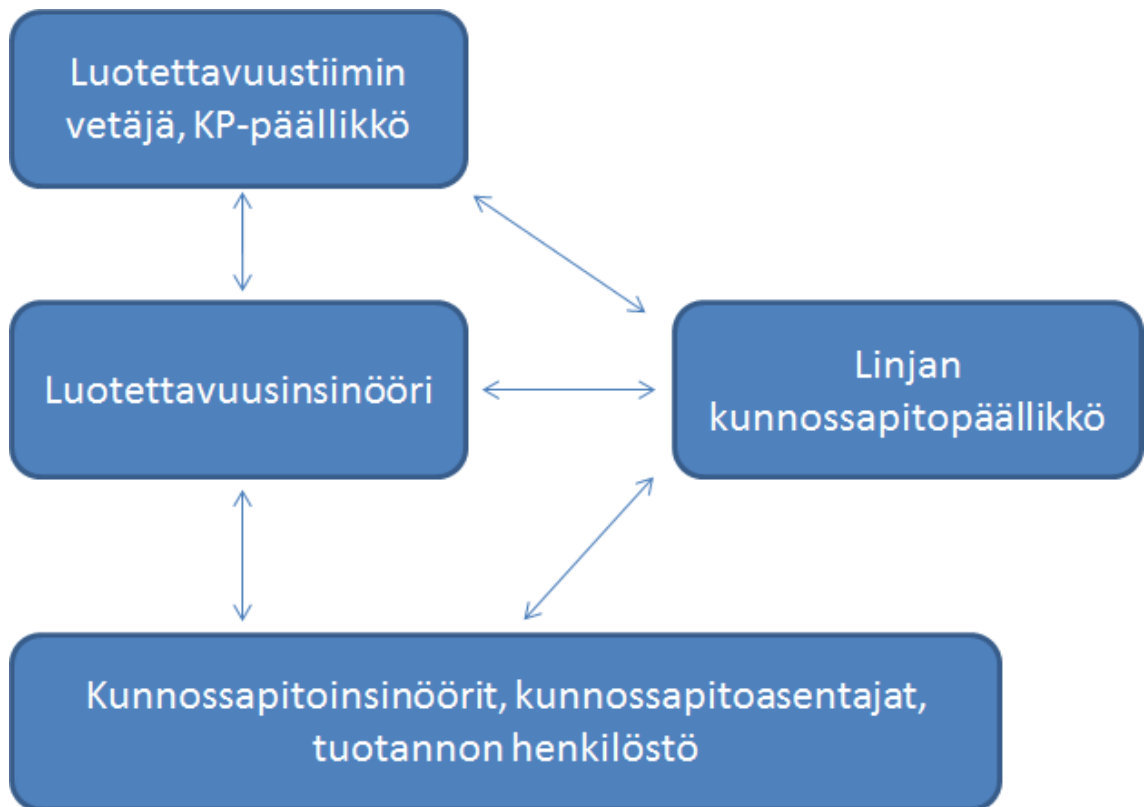 Luotettavuustiimin
vetäjä, KP-päällikkö
Luotettavuusinsinööri
Linjan
kunnossapitopäällikkö
Kunnossapitoinsinöörit, kunnossapitoasentajat,
tuotannon henkilöstö